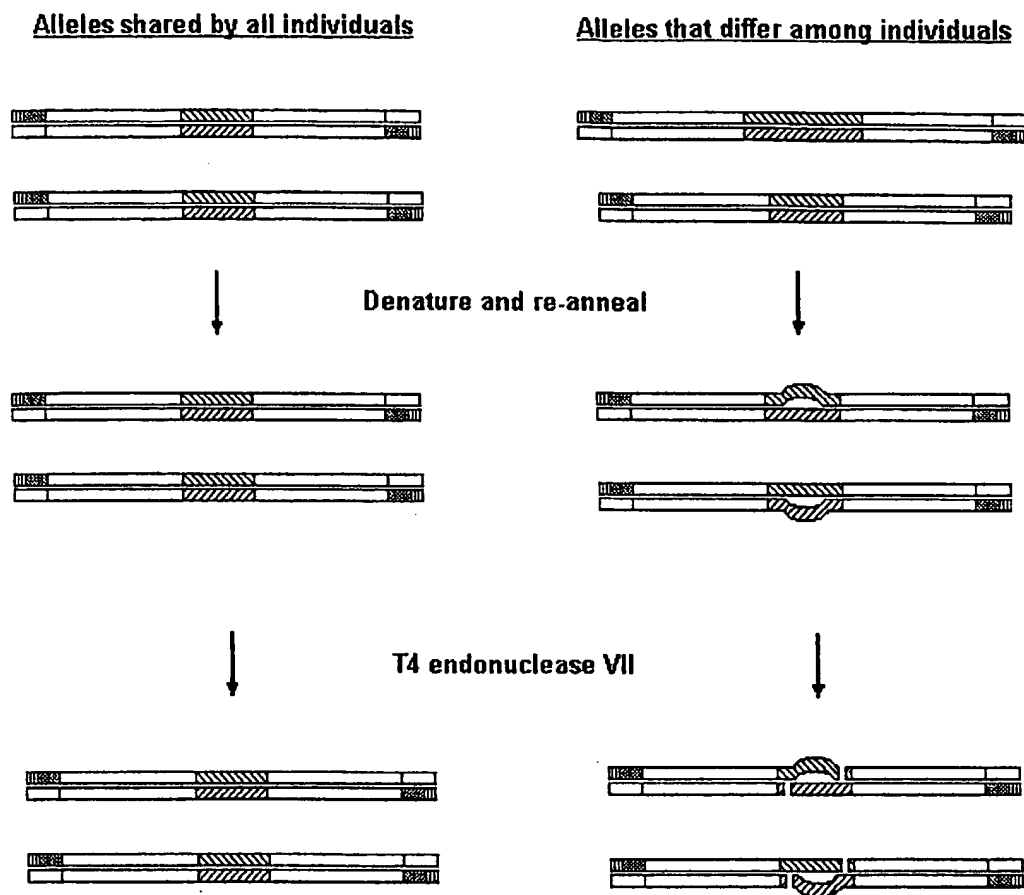 Alleles shared by all individuals
Alleles that differ among individuals
Denature and re-anneal
T4 endonuclease VII